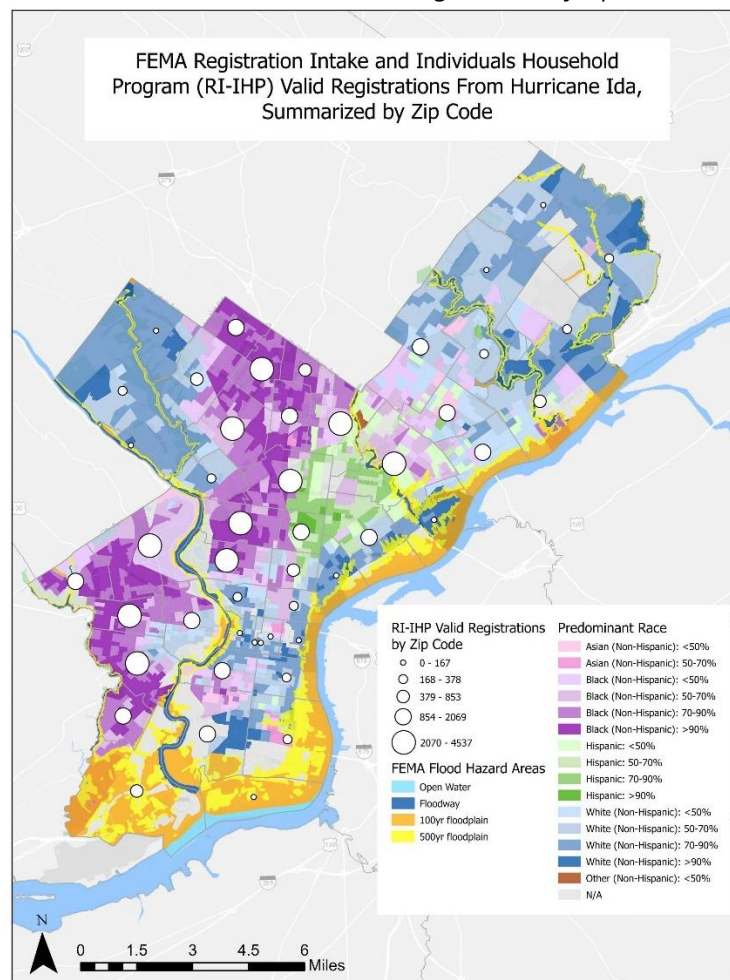 FEMA Registration Intake and Individuals Household
Program (RI-IHP) Valid Registrations From Hurricane Ida,
Summarized by Zip Code
RI-IHP Valid Registrations
by Zip Code
0 - 167
168 - 378
379 - 853
854 - 2069
2070 - 4537
FEMA Flood Hazard Areas
Open Water
Floodway
100yr floodplain
500yr floodplain
Predominant Race
Asian (Non-Hispanic): <50%
Asian (Non-Hispanic): 50-70%
Black (Non-Hispanic): <50%
Black (Non-Hispanic): 50-70%
Black (Non-Hispanic): 70-90%
Black (Non-Hispanic): >90%
Hispanic: <50%
Hispanic: 50-70%
Hispanic: 70-90%
Hispanic: >90%
White (Non-Hispanic): <50%
White (Non-Hispanic): 50-70%
White (Non-Hispanic): 70-90%
White (Non-Hispanic): >90%
Other (Non-Hispanic): <50%
N/A
N
0 1.5 3 4.5 6
Miles